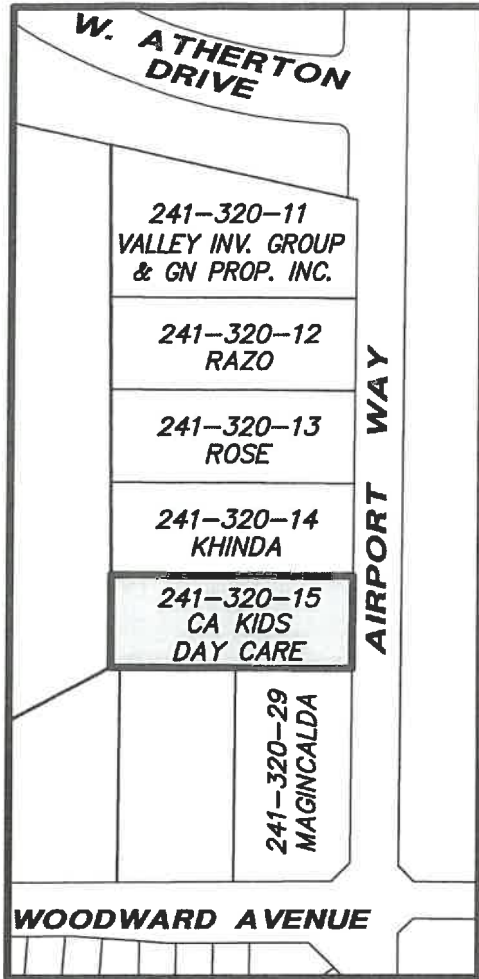 W. ATHERTON
DRIVE
241-320-11
VALLEY INV. GROUP
& GN PROP. INC.
241-320-12
RAZO
241-320-13
ROSE
241-320-14
KHINDA
241-320-15
CA KIDS
DAY CARE
AIRPORT WAY
241-320-29
MAGINCALDA
WOODWARD AVENUE